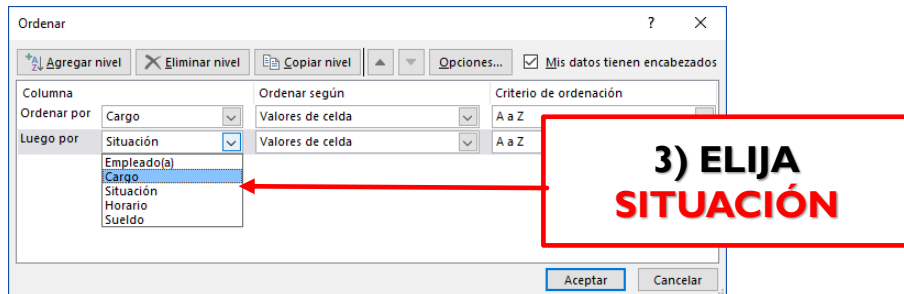 Ordenar ? ×
Agregar nivel Eliminar nivel Copiar nivel Opciones... Mis datos tienen encabezados
Columna Ordenar según Criterio de ordenación
Ordenar por Cargo Valores de celda A a Z
Luego por Situación Valores de celda A a Z
Empleado(a)
Cargo
Situación
Horario
Sueldo
3) ELIJA
SITUACIÓN
Aceptar Cancelar